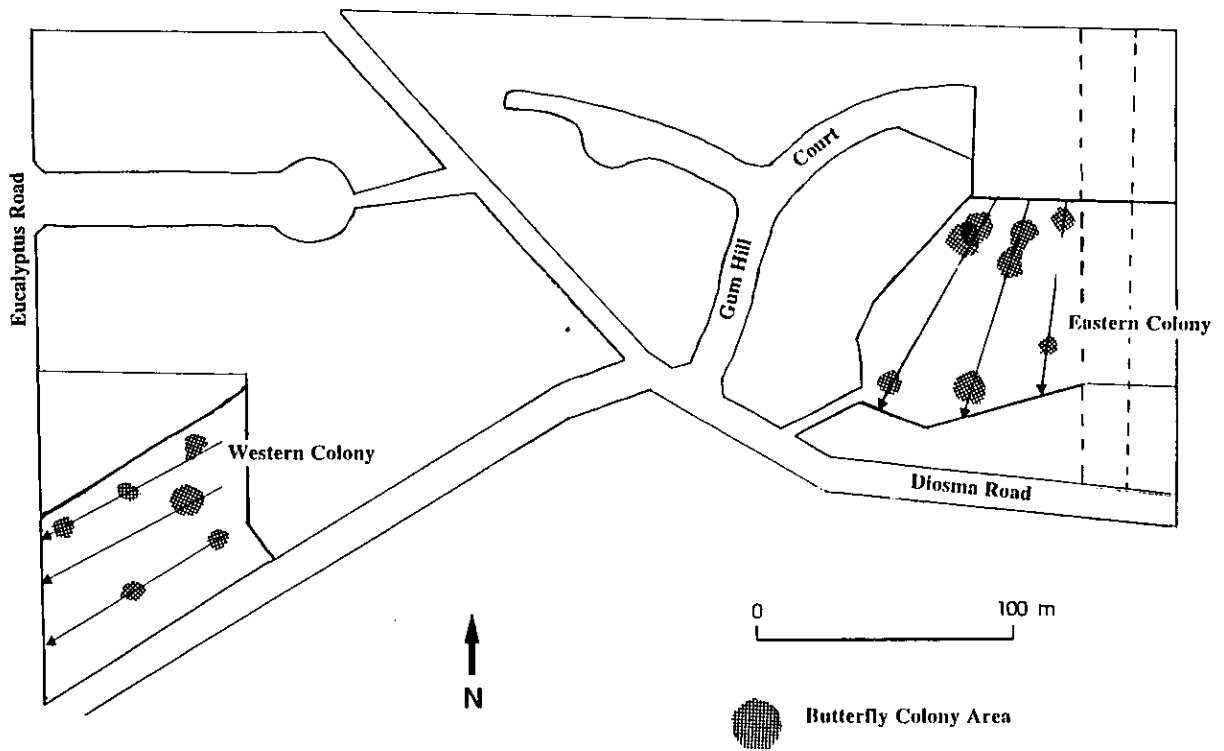 Court
Eucalyptus Road
Gum Hill
Eastern Colony
Western Colony
Diosma Road
0 100 m
N
Butterfly Colony Area